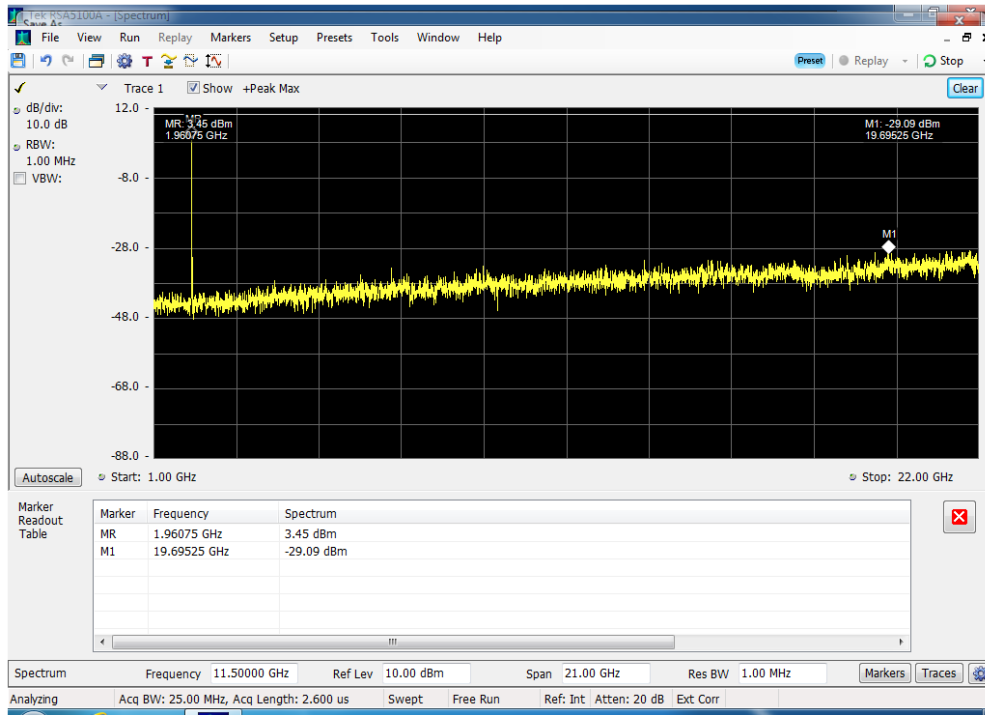 Tek RSA5100A - [Spectrum]
Save As
File View Run Replay Markers Setup Presets Tools Window Help
T Preset Replay Stop
Trace 1 Show +Peak Max Clear
dB/div:
10.0 dB
RBW:
1.00 MHz
VBW:
12.0
-8.0
-28.0
-48.0
-68.0
-88.0
MR
MR: 3.45 dBm
1.96075 GHz
M1: -29.09 dBm
19.69525 GHz
M1
Autoscale Start: 1.00 GHz Stop: 22.00 GHz
Marker
Readout
Table
Marker Frequency Spectrum
MR 1.96075 GHz 3.45 dBm
M1 19.69525 GHz -29.09 dBm
Spectrum Frequency 11.50000 GHz Ref Lev 10.00 dBm Span 21.00 GHz Res BW 1.00 MHz Markers Traces
Analyzing Acq BW: 25.00 MHz, Acq Length: 2.600 us Swept Free Run Ref: Int Atten: 20 dB Ext Corr